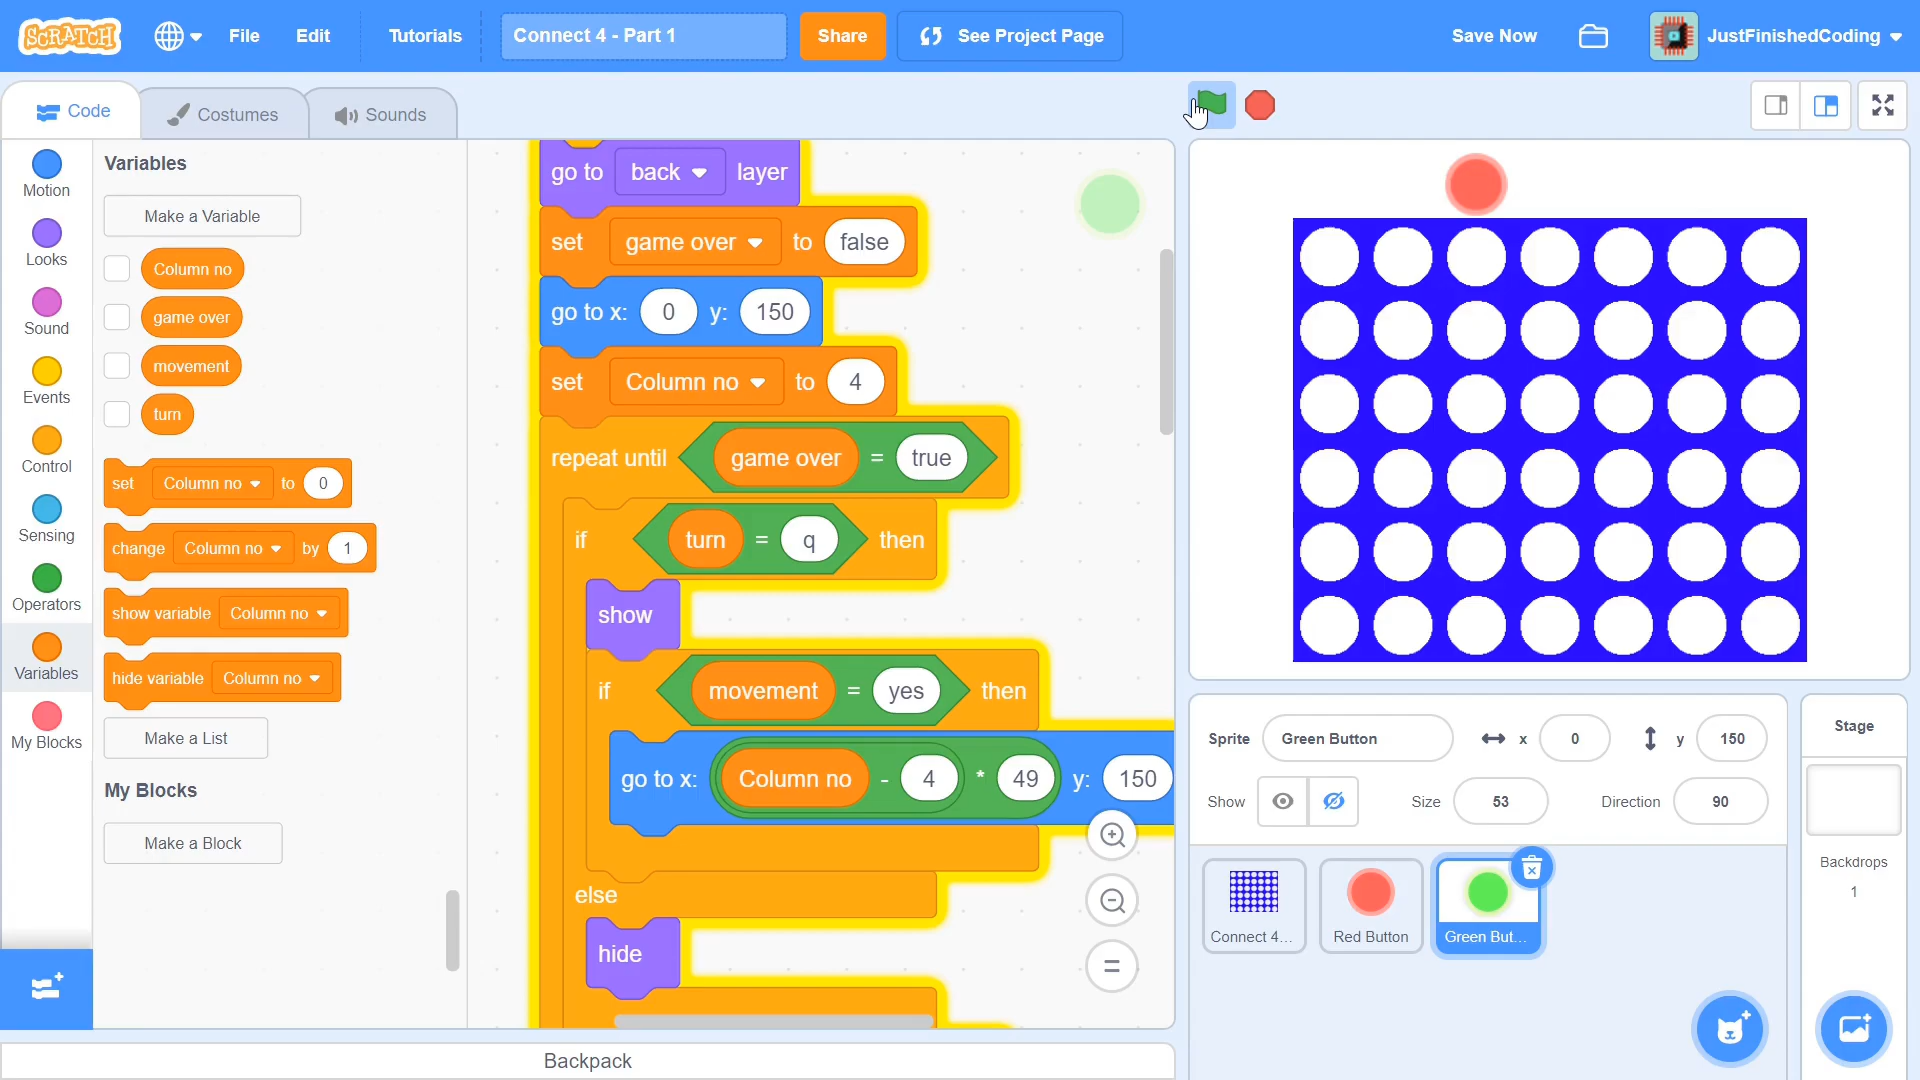 SCRATCH
File
Edit
Tutorials
Connect 4 - Part 1
Share
See Project Page
Save Now
JustFinishedCoding
Code
Costumes
Sounds
Motion
Looks
Sound
Events
Control
Sensing
Operators
Variables
My Blocks
Variables
Make a Variable
Column no
game over
movement
turn
set Column no to 0
change Column no by 1
show variable Column no
hide variable Column no
Make a List
My Blocks
Make a Block
go to back layer
set game over to false
go to x: 0 y: 150
set Column no to 4
repeat until game over = true
if turn = q then
show
if movement = yes then
go to x: Column no - 4 * 49 y: 150
else
hide
Backpack
Sprite Green Button x 0 y 150
Show Size 53 Direction 90
Connect 4...
Red Button
Green But...
Stage
Backdrops
1